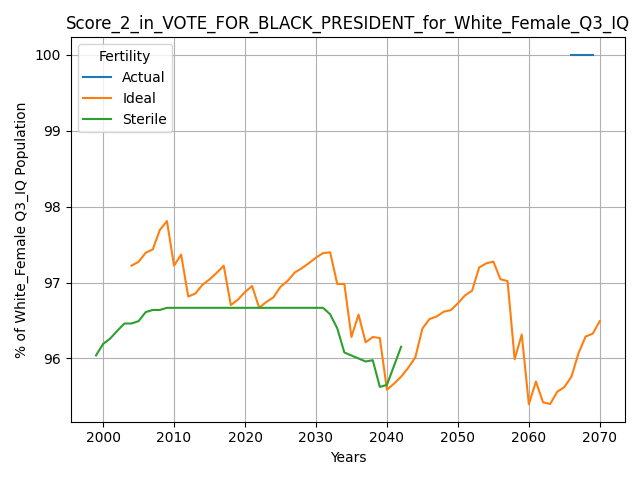 Score_2_in_VOTE_FOR_BLACK_PRESIDENT_for_White_Female_Q3_IQ
Fertility
Actual
Ideal
Sterile
100
99
98
97
96
% of White_Female Q3_IQ Population
2000 2010 2020 2030 2040 2050 2060 2070
Years